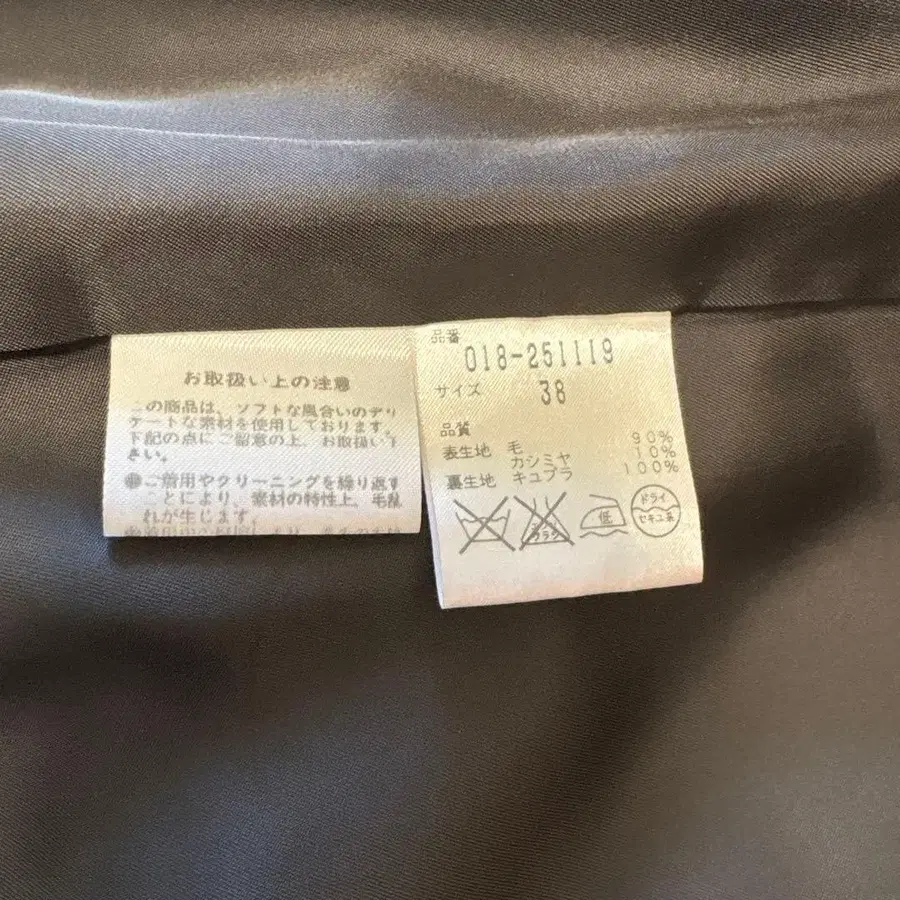 お取扱い上の注意
この商品は、ソフトな風合いのデリ
ケートな素材を使用しております。
下記の点にご留意の上、お取扱い下
さい。
●ご着用やクリーニングを繰り返す
ことにより、素材の特性上、毛乱
れが生じます。
品番
018-251119
サイズ 38
品質
表生地 毛 90%
カシミヤ 10%
裏生地 キュプラ 100%
エンソサラシ
低
ドライ
セキユ系